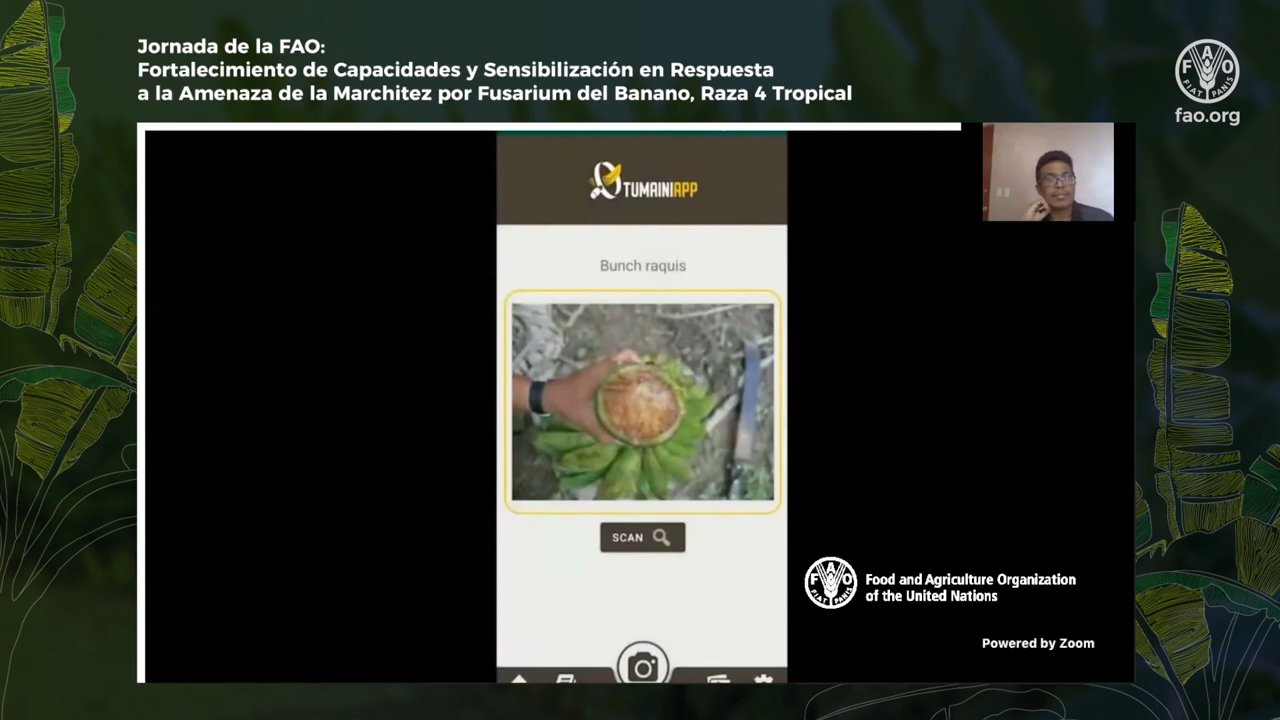 Jornada de la FAO:
Fortalecimiento de Capacidades y Sensibilización en Respuesta
a la Amenaza de la Marchitez por Fusarium del Banano, Raza 4 Tropical
FAO
FIAT PANIS
fao.org
TUMAINIAPP
Bunch raquis
SCAN
FAO
FIAT PANIS
Food and Agriculture Organization
of the United Nations
Powered by Zoom